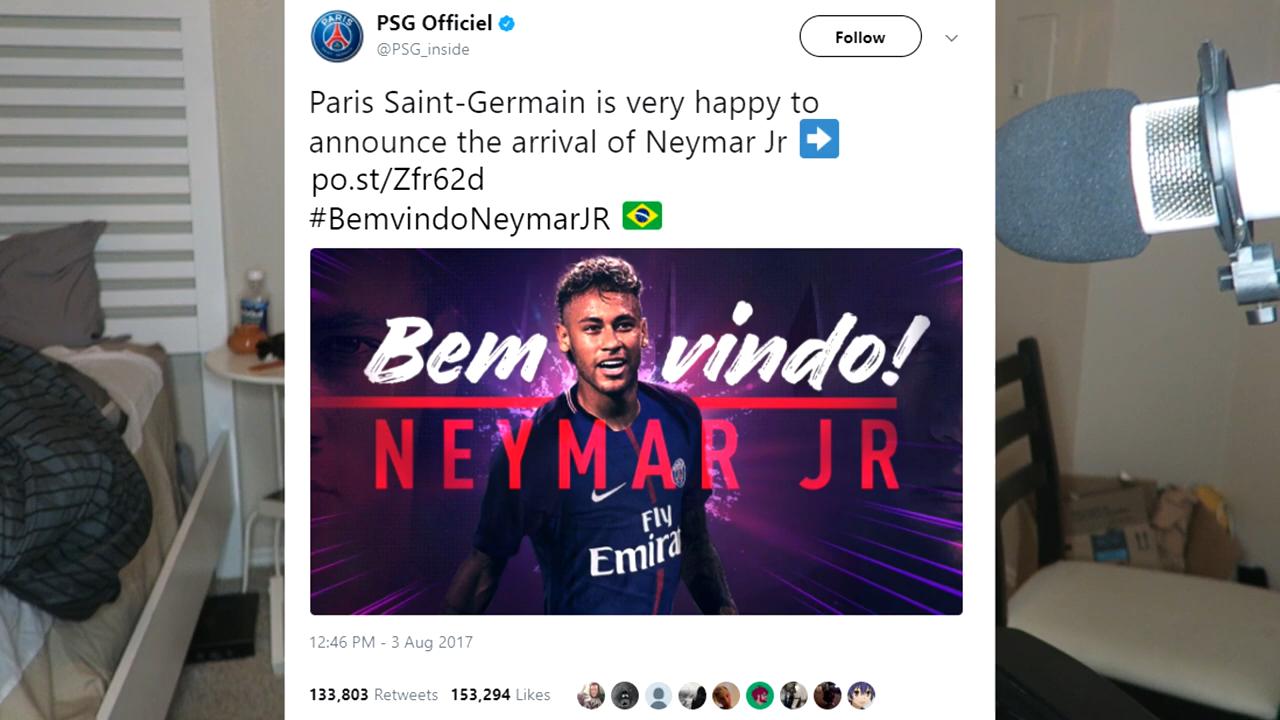 PARIS
PSG Officiel
@PSG_inside
Follow
Paris Saint-Germain is very happy to
announce the arrival of Neymar Jr ➡
po.st/Zfr62d
#BemvindoNeymarJR 🇧🇷
Bem vindo!
NEYMAR JR
Fly
Emira
12:46 PM - 3 Aug 2017
133,803 Retweets 153,294 Likes